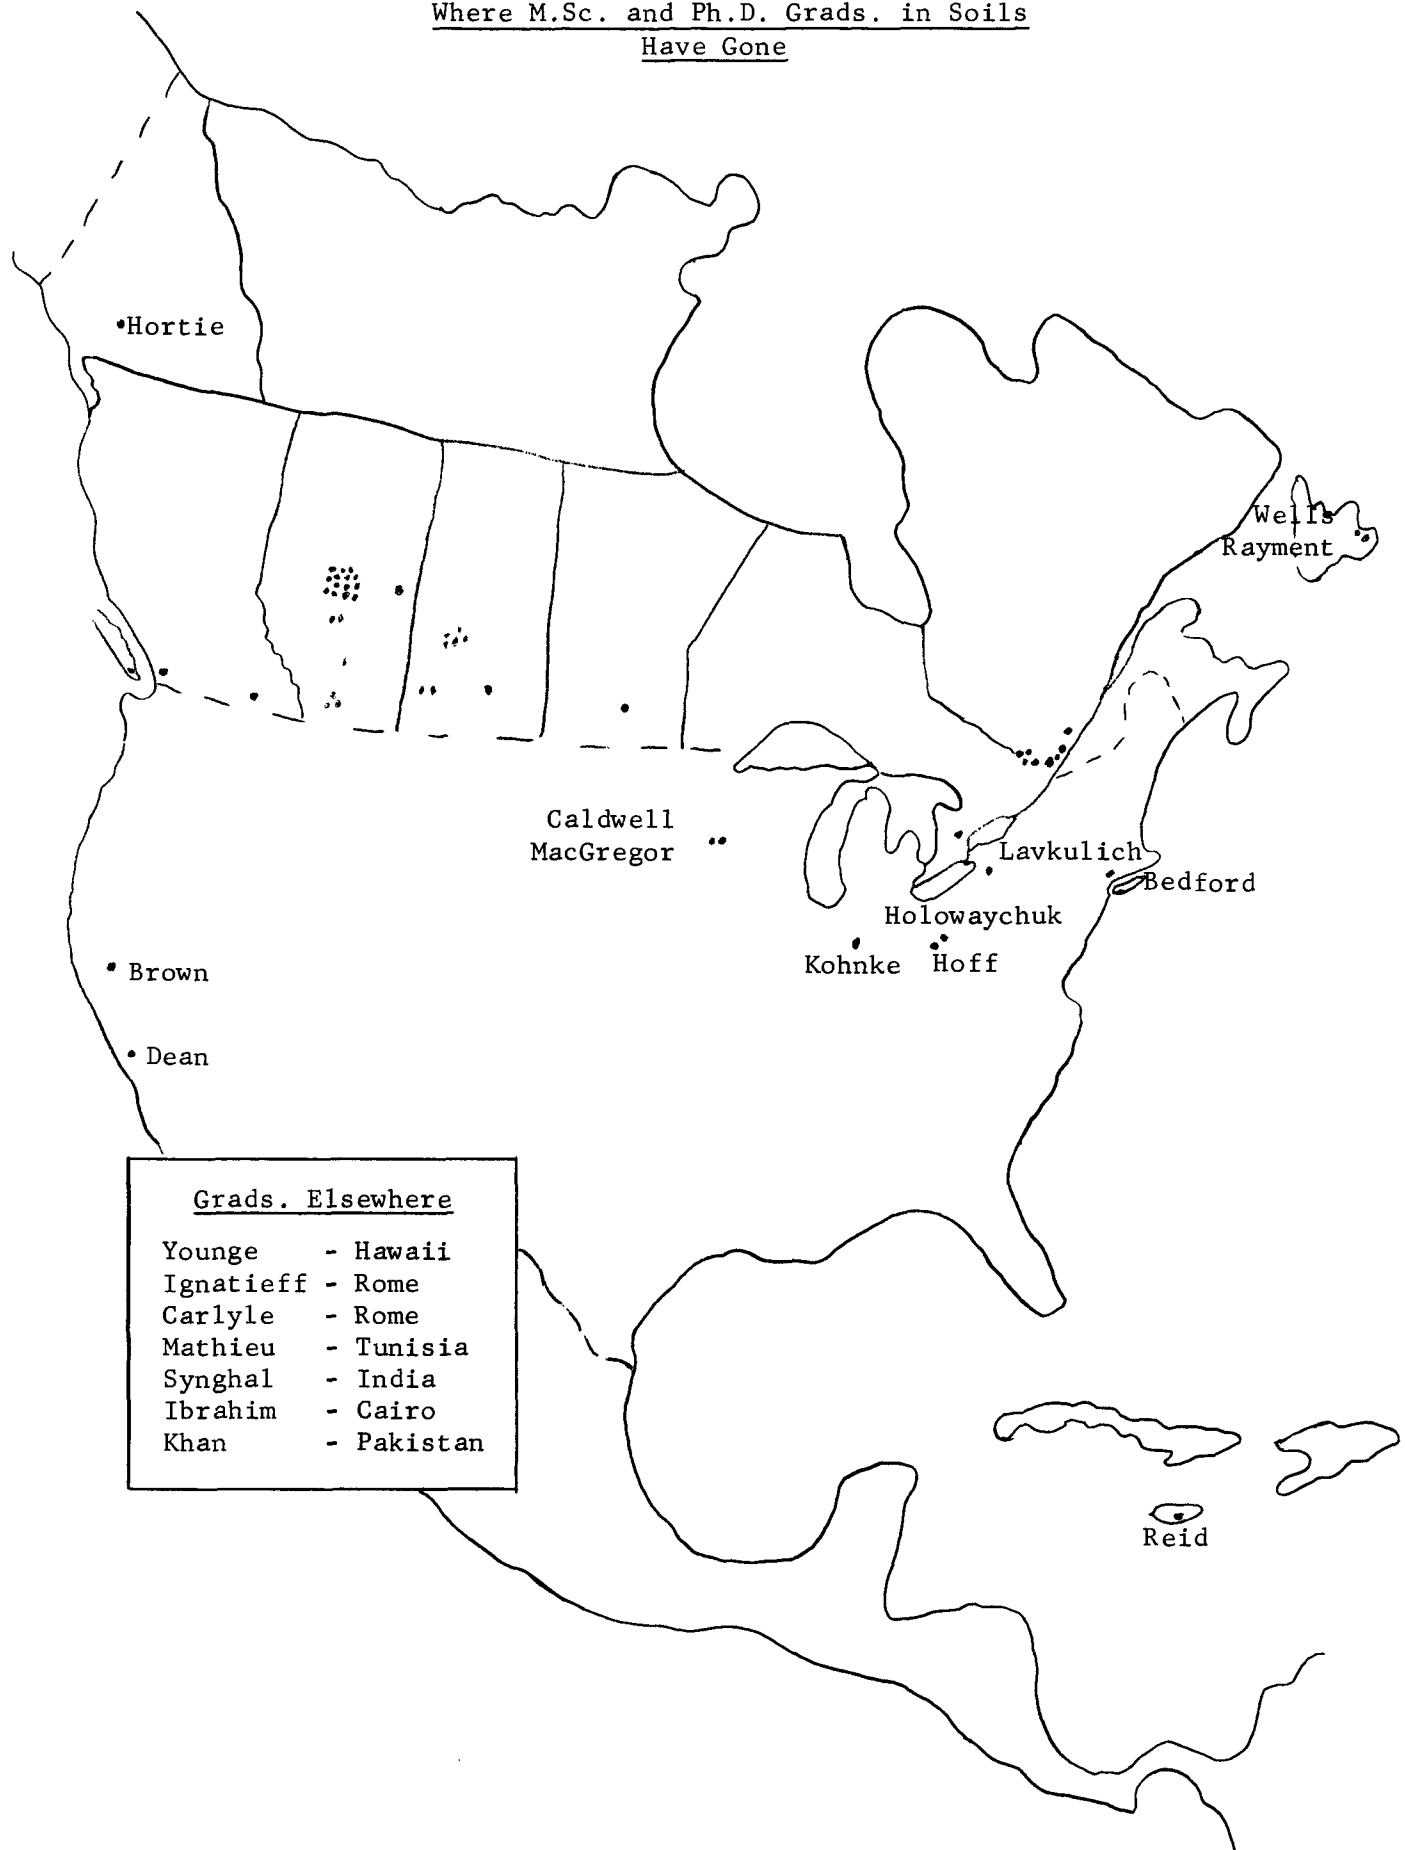 Where M.Sc. and Ph.D. Grads. in Soils
Have Gone
Hortie
Wells
Rayment
Caldwell
MacGregor
Lavkulich
Bedford
Holowaychuk
Kohnke
Hoff
Brown
Dean
Grads. Elsewhere
Younge - Hawaii
Ignatieff - Rome
Carlyle - Rome
Mathieu - Tunisia
Synghal - India
Ibrahim - Cairo
Khan - Pakistan
Reid